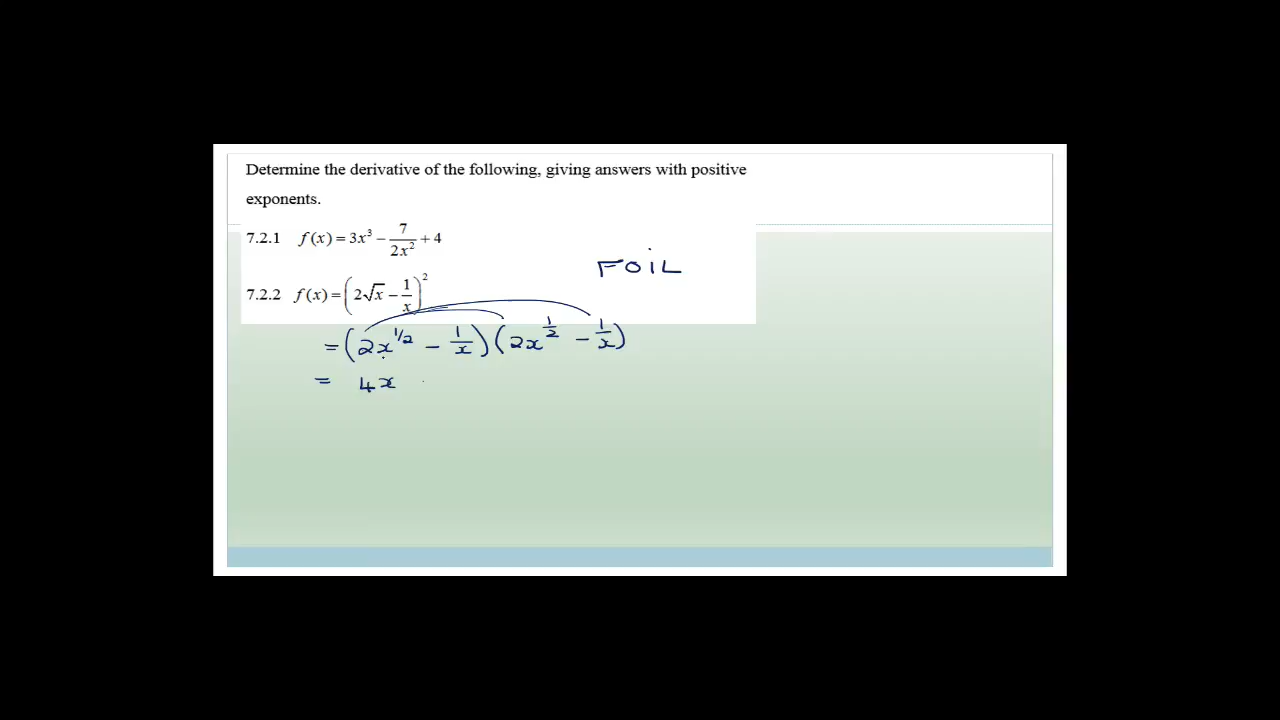 Determine the derivative of the following, giving answers with positive
exponents.
7.2.1 f(x) = 3x³ − 7/2x² + 4
FOIL
7.2.2 f(x) = (2√x − 1/x)²
= (2x^1/2 − 1/x)(2x^1/2 − 1/x)
= 4x